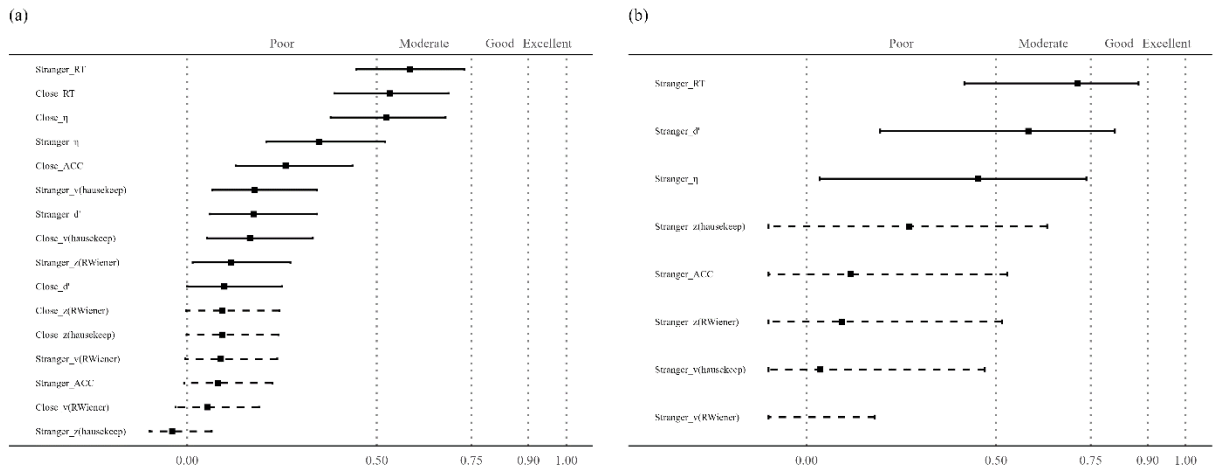 (a)
Poor Moderate Good Excellent
Stranger_RT
Close_RT
Close_η
Stranger_η
Close_ACC
Stranger_v(hausekeep)
Stranger_d'
Close_v(hausekeep)
Stranger_z(RWiener)
Close_d'
Close_z(RWiener)
Close_z(hausekeep)
Stranger_v(RWiener)
Stranger_ACC
Close_v(RWiener)
Stranger_z(hausekeep)
0.00 0.50 0.75 0.90 1.00
(b)
Poor Moderate Good Excellent
Stranger_RT
Stranger_d'
Stranger_η
Stranger_z(hausekeep)
Stranger_ACC
Stranger_z(RWiener)
Stranger_v(hausekeep)
Stranger_v(RWiener)
0.00 0.50 0.75 0.90 1.00